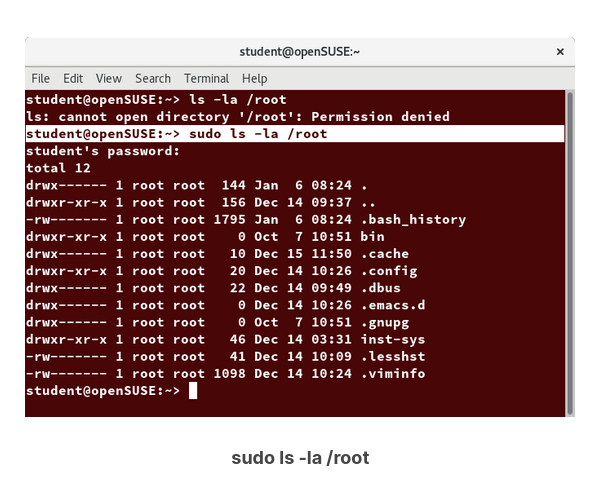 student@openSUSE:~
File Edit View Search Terminal Help
student@openSUSE:~> ls -la /root
ls: cannot open directory '/root': Permission denied
student@openSUSE:~> sudo ls -la /root
student's password:
total 12
drwx------ 1 root root  144 Jan  6 08:24 .
drwxr-xr-x 1 root root  156 Dec 14 09:37 ..
-rw------- 1 root root 1795 Jan  6 08:24 .bash_history
drwxr-xr-x 1 root root    0 Oct  7 10:51 bin
drwx------ 1 root root   10 Dec 15 11:50 .cache
drwx------ 1 root root   20 Dec 14 10:26 .config
drwx------ 1 root root   22 Dec 14 09:49 .dbus
drwx------ 1 root root    0 Dec 14 10:26 .emacs.d
drwx------ 1 root root    0 Oct  7 10:51 .gnupg
drwxr-xr-x 1 root root   46 Dec 14 03:31 inst-sys
-rw------- 1 root root   41 Dec 14 10:09 .lesshst
-rw------- 1 root root 1098 Dec 14 10:24 .viminfo
student@openSUSE:~>
sudo ls -la /root